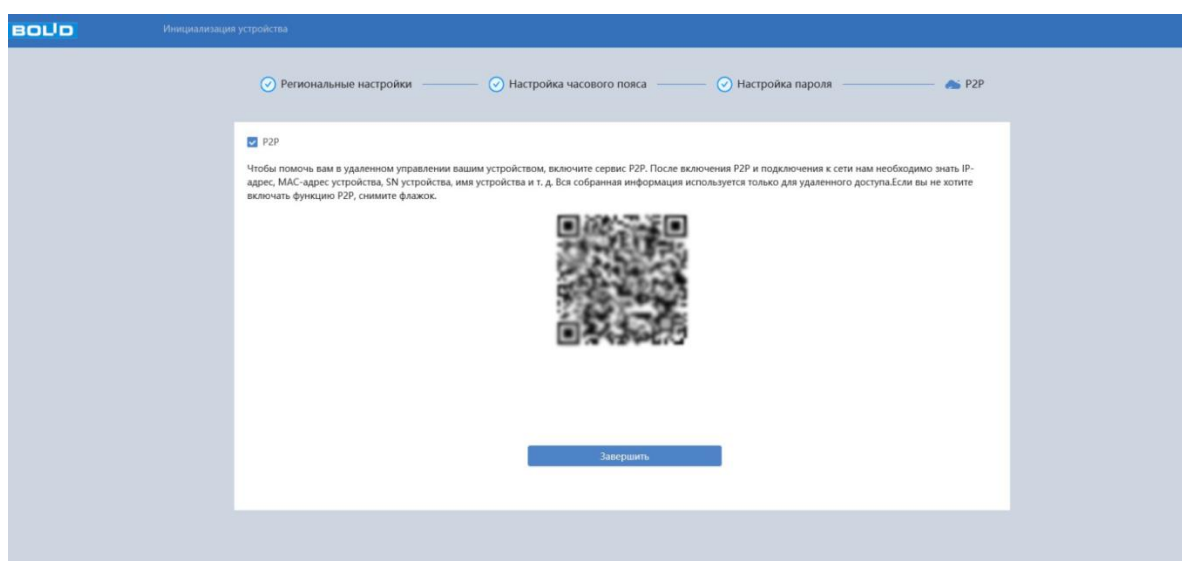 BOLID
Инициализация устройства
Региональные настройки
Настройка часового пояса
Настройка пароля
P2P
P2P
Чтобы помочь вам в удаленном управлении вашим устройством, включите сервис P2P. После включения P2P и подключения к сети нам необходимо знать IP-
адрес, MAC-адрес устройства, SN устройства, имя устройства и т. д. Вся собранная информация используется только для удаленного доступа.Если вы не хотите
включать функцию P2P, снимите флажок.
Завершить